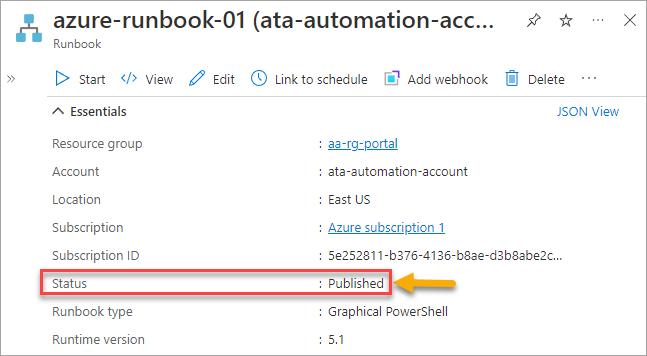 azure-runbook-01 (ata-automation-acc...
Runbook
Start View Edit Link to schedule Add webhook Delete ...
Essentials JSON View
Resource group : aa-rg-portal
Account : ata-automation-account
Location : East US
Subscription : Azure subscription 1
Subscription ID : 5e252811-b376-4136-b8ae-d3b8abe2c...
Status : Published
Runbook type : Graphical PowerShell
Runtime version : 5.1